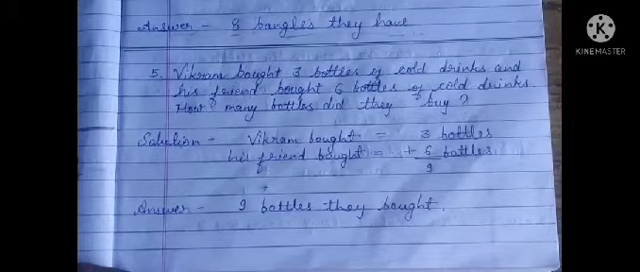 Answer - 8 bangles they have
5. Vikram bought 3 bottles of cold drinks and
his friend bought 6 bottles of cold drinks.
How many bottles did they buy ?
Solution - Vikram bought = 3 bottles
his friend bought = + 6 bottles
9
Answer - 9 bottles they bought.
K
KINEMASTER